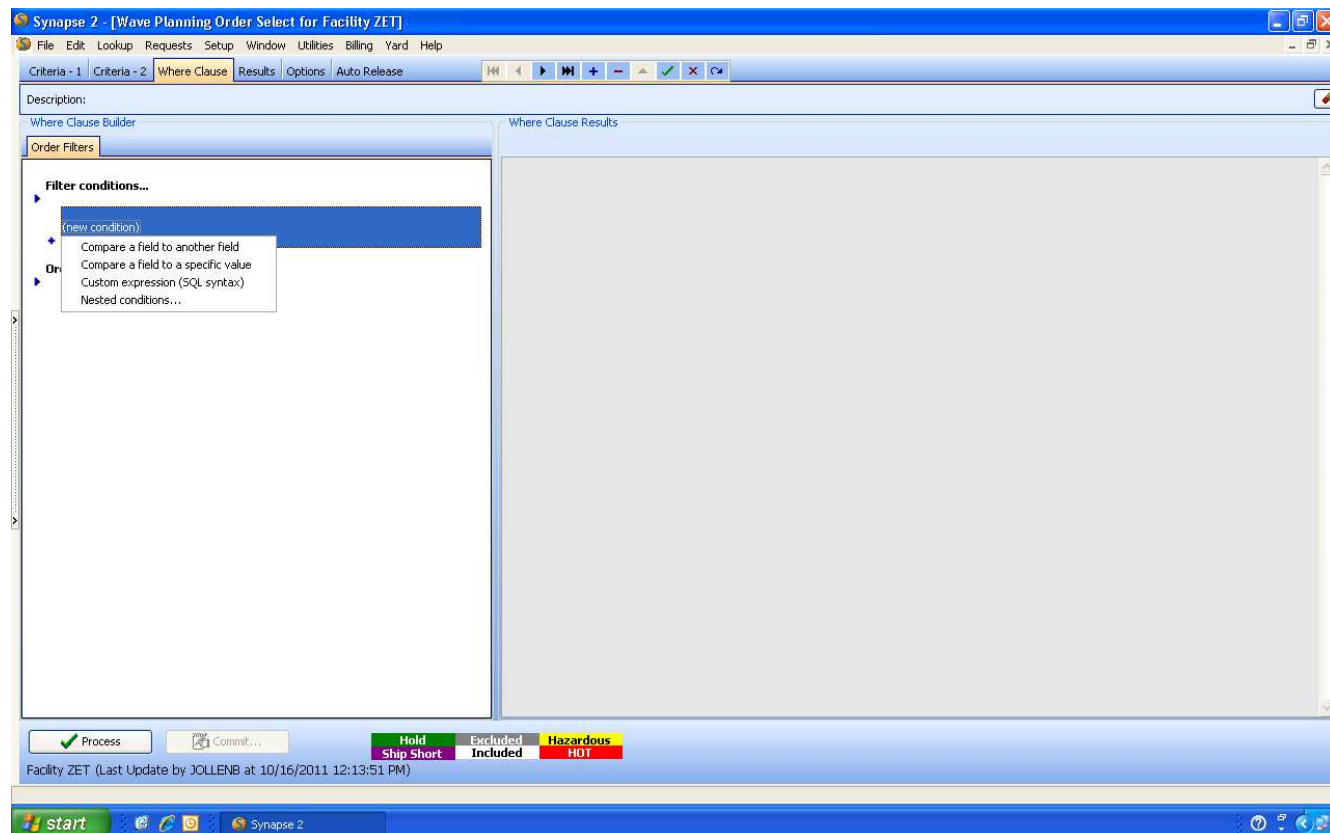 Synapse 2 - [Wave Planning Order Select for Facility ZET]
File Edit Lookup Requests Setup Window Utilities Billing Yard Help
Criteria - 1 Criteria - 2 Where Clause Results Options Auto Release
Description:
Where Clause Builder Where Clause Results
Order Filters
Filter conditions...
(new condition)
Compare a field to another field
Compare a field to a specific value
Custom expression (SQL syntax)
Nested conditions...
Process Commit...
Hold Excluded Hazardous
Ship Short Included HOT
Facility ZET (Last Update by JOLLENB at 10/16/2011 12:13:51 PM)
start Synapse 2